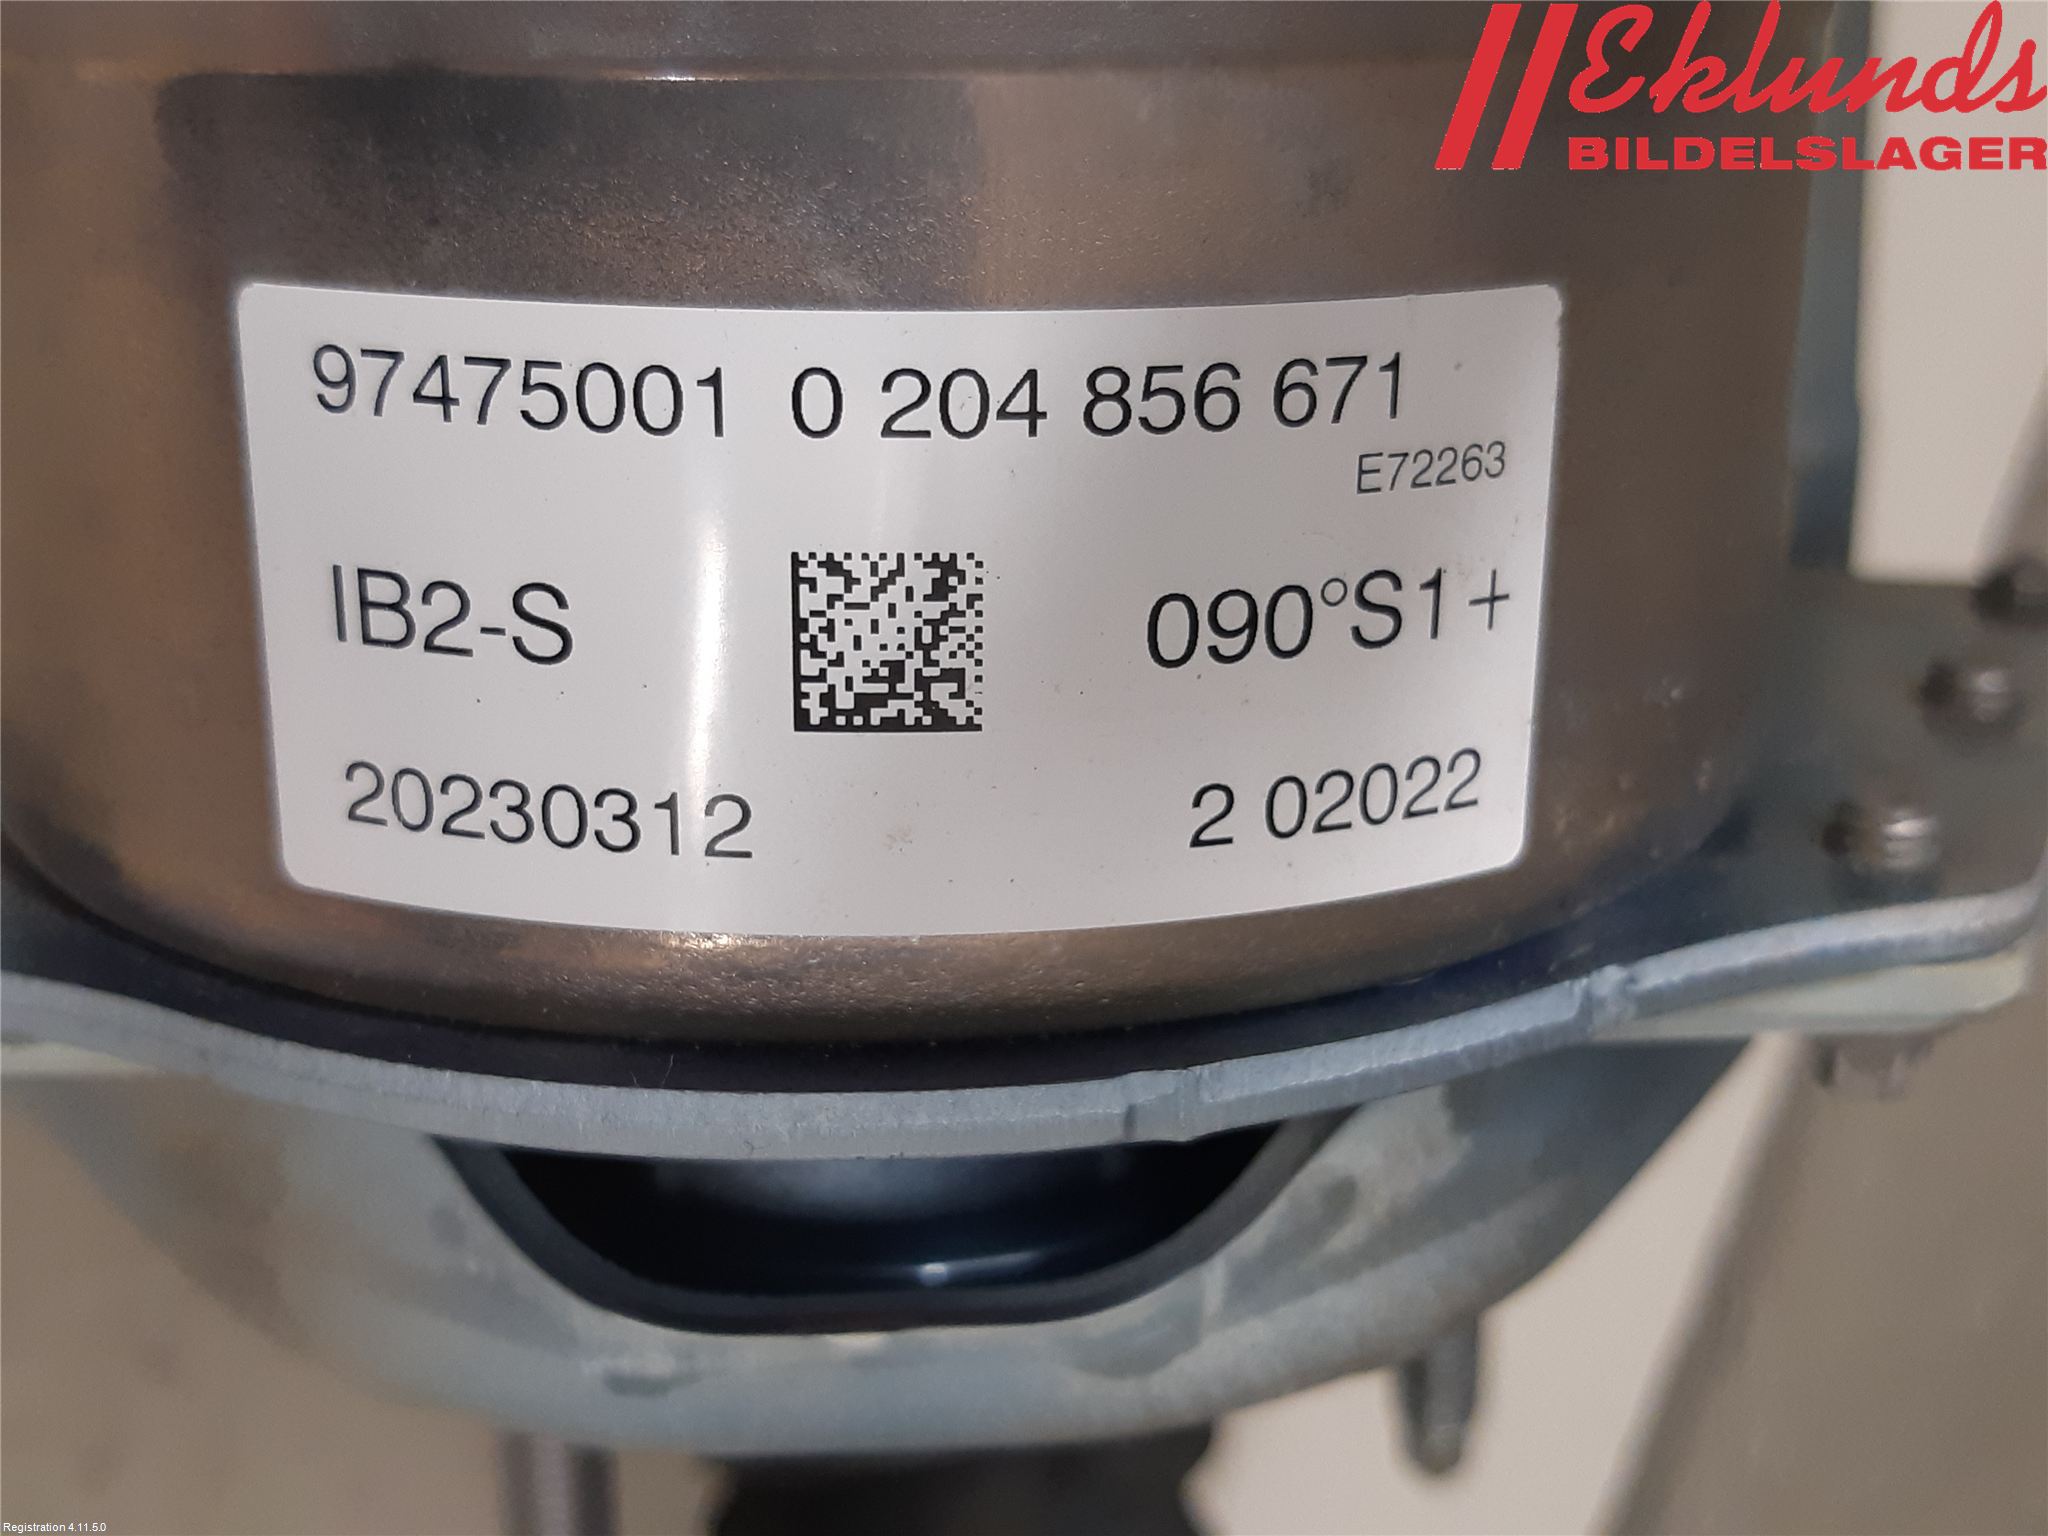 Eklunds
BILDELSLAGER
97475001 0 204 856 671
E72263
IB2-S
090°S1+
20230312
2 02022
Registration 4.11.5.0